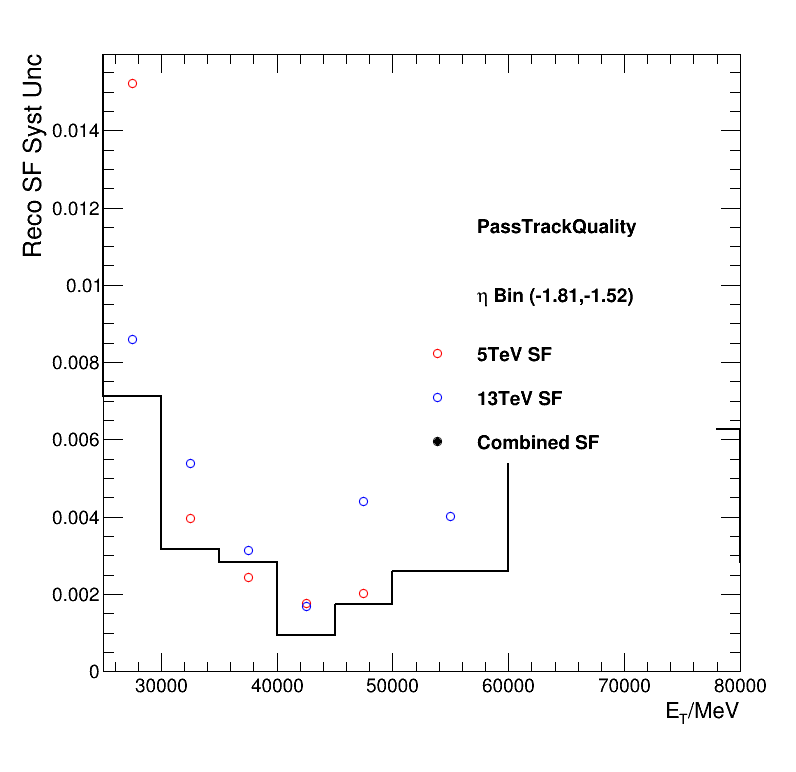 Reco SF Syst Unc
0.014
0.012
0.01
0.008
0.006
0.004
0.002
0
PassTrackQuality
η Bin (-1.81,-1.52)
5TeV SF
13TeV SF
Combined SF
30000 40000 50000 60000 70000 80000
E_T/MeV